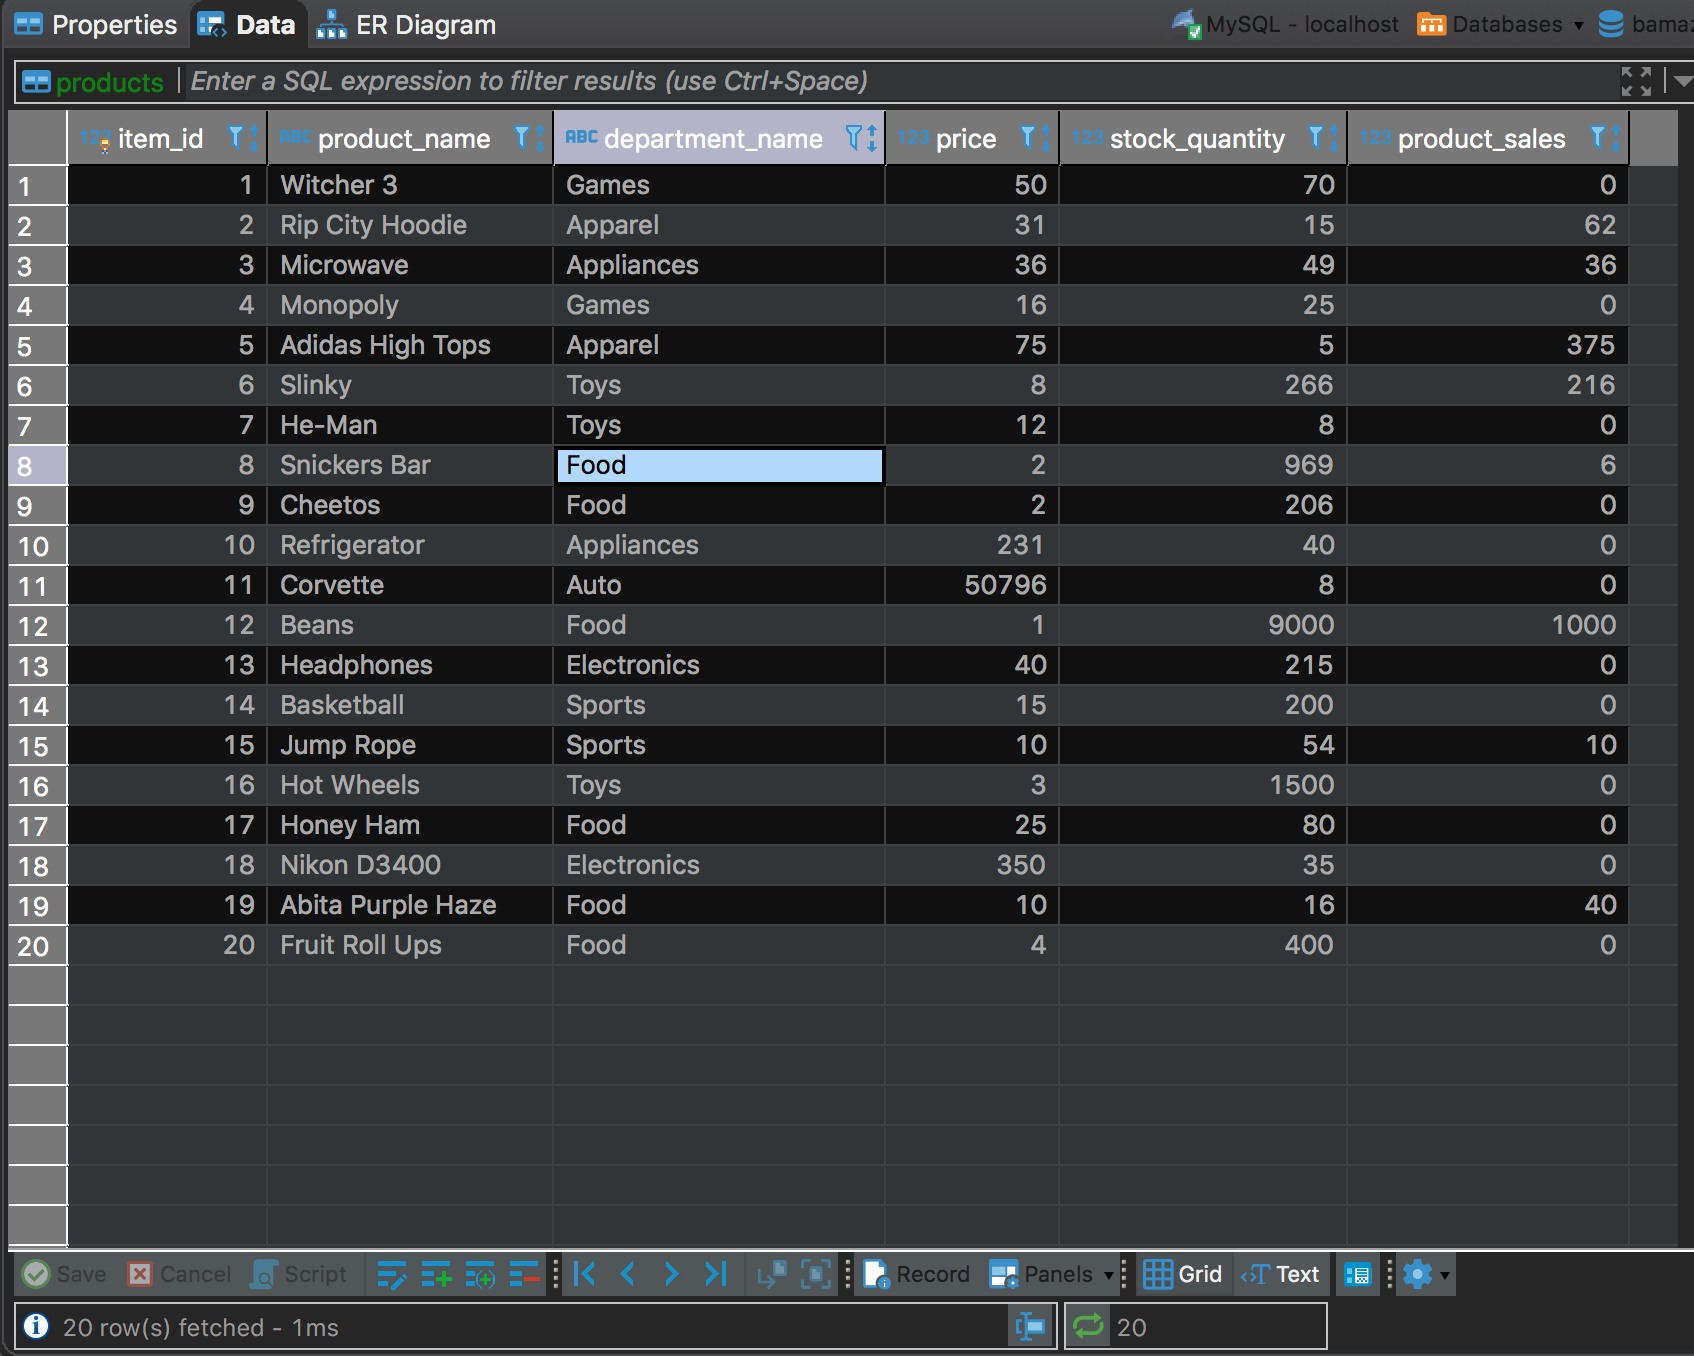 Properties Data ER Diagram MySQL - localhost Databases bamaz
products Enter a SQL expression to filter results (use Ctrl+Space)
123 item_id ABC product_name ABC department_name 123 price 123 stock_quantity 123 product_sales
1 1 Witcher 3 Games 50 70 0
2 2 Rip City Hoodie Apparel 31 15 62
3 3 Microwave Appliances 36 49 36
4 4 Monopoly Games 16 25 0
5 5 Adidas High Tops Apparel 75 5 375
6 6 Slinky Toys 8 266 216
7 7 He-Man Toys 12 8 0
8 8 Snickers Bar Food 2 969 6
9 9 Cheetos Food 2 206 0
10 10 Refrigerator Appliances 231 40 0
11 11 Corvette Auto 50796 8 0
12 12 Beans Food 1 9000 1000
13 13 Headphones Electronics 40 215 0
14 14 Basketball Sports 15 200 0
15 15 Jump Rope Sports 10 54 10
16 16 Hot Wheels Toys 3 1500 0
17 17 Honey Ham Food 25 80 0
18 18 Nikon D3400 Electronics 350 35 0
19 19 Abita Purple Haze Food 10 16 40
20 20 Fruit Roll Ups Food 4 400 0
Save Cancel Script Record Panels Grid Text
20 row(s) fetched - 1ms 20